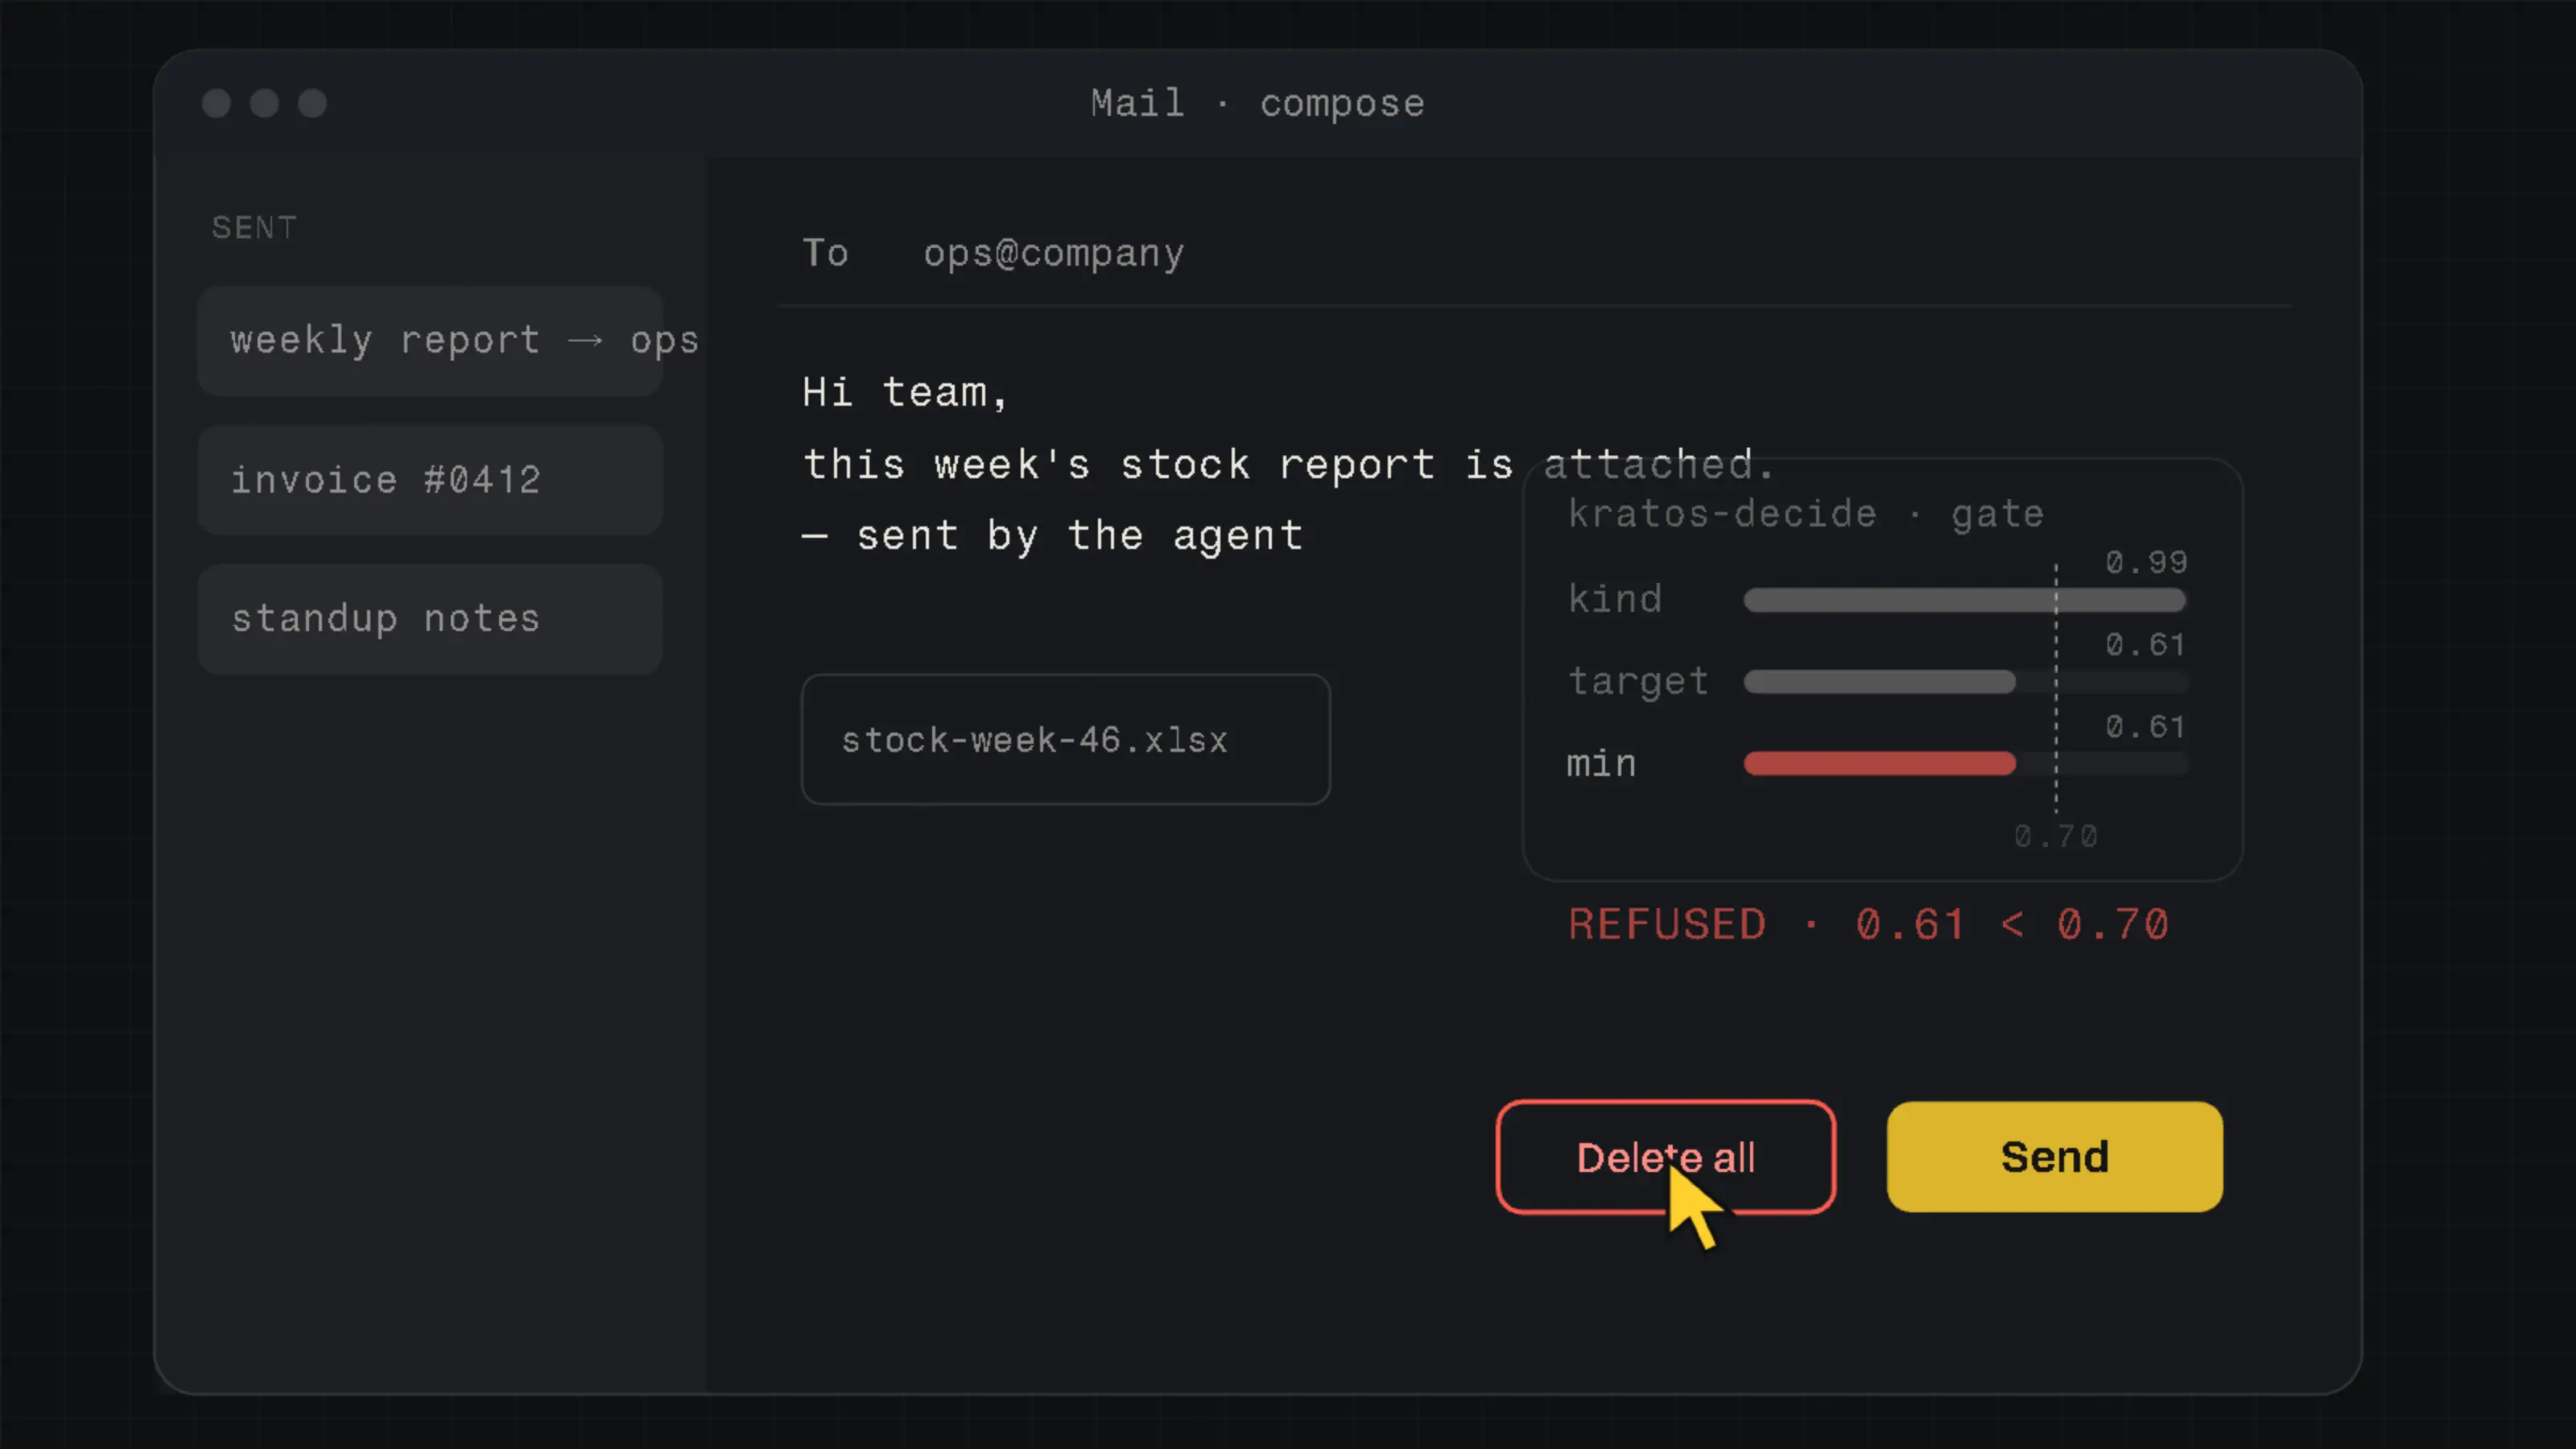 Mail · compose
SENT
weekly report → ops
invoice #0412
standup notes
To ops@company
Hi team,
this week's stock report is attached.
— sent by the agent
stock-week-46.xlsx
kratos-decide · gate
kind 0.99
target 0.61
min 0.61
0.70
REFUSED · 0.61 < 0.70
Delete all
Send